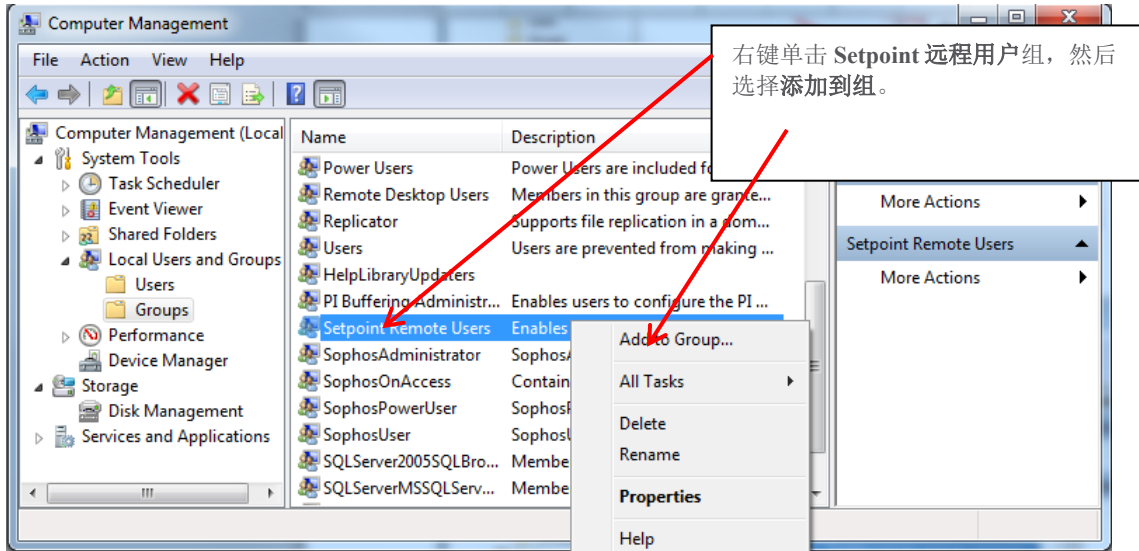 Computer Management
File Action View Help
右键单击 Setpoint 远程用户组，然后
选择添加到组。
Computer Management (Local
System Tools
Task Scheduler
Event Viewer
Shared Folders
Local Users and Groups
Users
Groups
Performance
Device Manager
Storage
Disk Management
Services and Applications
Name Description
Power Users Power Users are included fo
Remote Desktop Users Members in this group are grante...
Replicator Supports file replication in a dom...
Users Users are prevented from making ...
HelpLibraryUpdaters
PI Buffering Administr... Enables users to configure the PI ...
Setpoint Remote Users Enables
SophosAdministrator Sophos
SophosOnAccess Contain
SophosPowerUser Sophos
SophosUser Sophos
SQLServer2005SQLBro... Membe
SQLServerMSSQLServ... Membe
Add to Group...
All Tasks
Delete
Rename
Properties
Help
More Actions
Setpoint Remote Users
More Actions